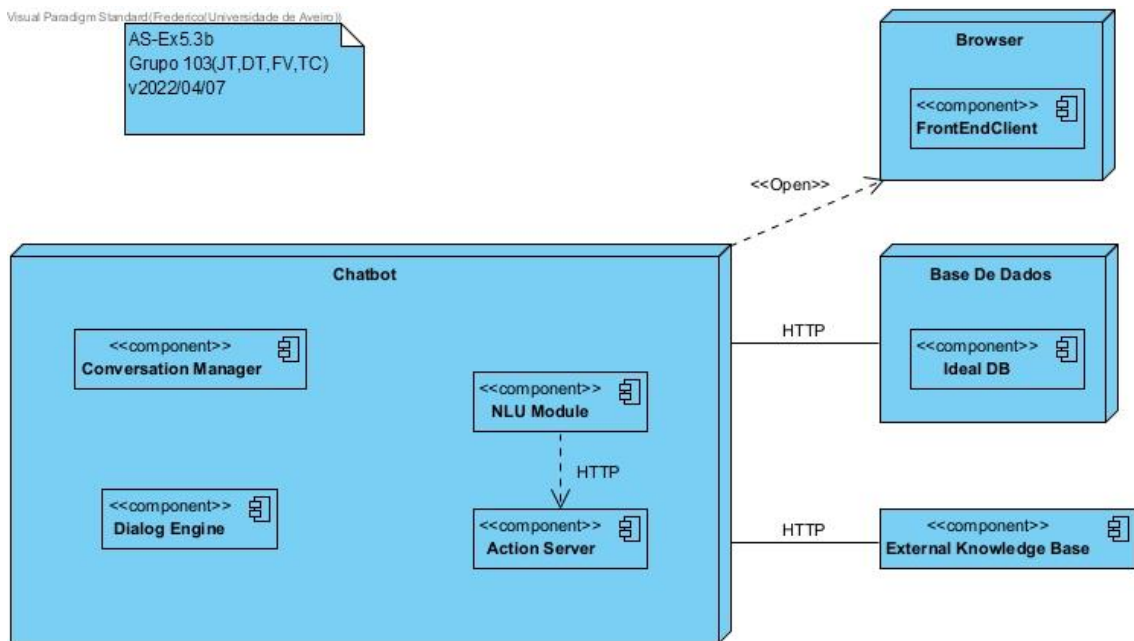 Visual Paradigm Standard(Frederico(Universidade de Aveiro))
AS-Ex5.3b
Grupo 103(JT,DT,FV,TC)
v2022/04/07
Browser
<<component>>
FrontEndClient
<<Open>>
Chatbot
<<component>>
Conversation Manager
<<component>>
NLU Module
HTTP
<<component>>
Dialog Engine
<<component>>
Action Server
HTTP
Base De Dados
<<component>>
Ideal DB
HTTP
<<component>>
External Knowledge Base